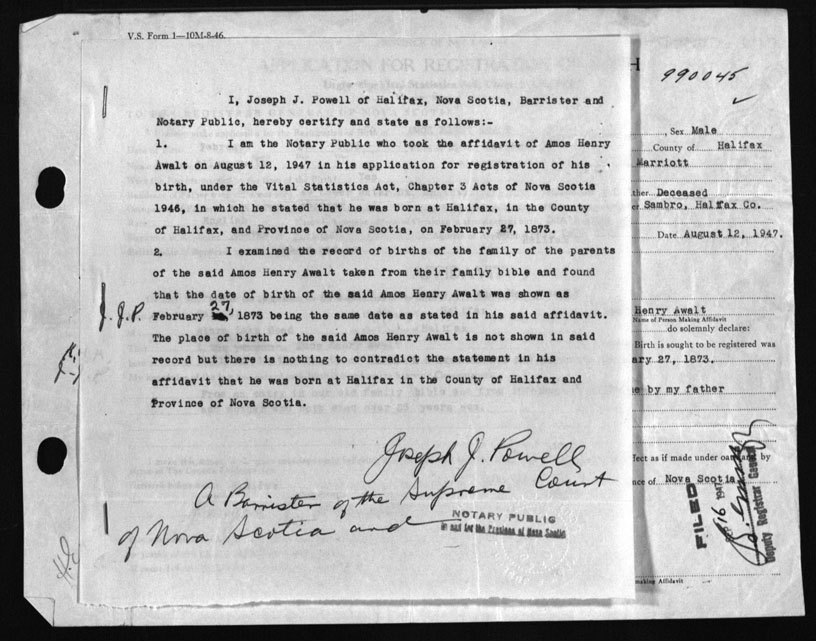 V.S. Form 1—10M-8-46.
APPLICATION FOR REGISTRATION OF
H
990045
I, Joseph J. Powell of Halifax, Nova Scotia, Barrister and
Notary Public, hereby certify and state as follows:-
1. I am the Notary Public who took the affidavit of Amos Henry
Awalt on August 12, 1947 in his application for registration of his
birth, under the Vital Statistics Act, Chapter 3 Acts of Nova Scotia
1946, in which he stated that he was born at Halifax, in the County
of Halifax, and Province of Nova Scotia, on February 27, 1873.
2. I examined the record of births of the family of the parents
of the said Amos Henry Awalt taken from their family bible and found
that the date of birth of the said Amos Henry Awalt was shown as
J.J.P. February 27, 1873 being the same date as stated in his said affidavit.
The place of birth of the said Amos Henry Awalt is not shown in said
record but there is nothing to contradict the statement in his
affidavit that he was born at Halifax in the County of Halifax and
Province of Nova Scotia.
Joseph J. Powell
A Barrister of the Supreme Court
of Nova Scotia and
NOTARY PUBLIC
in and for the Province of Nova Scotia
Sex Male
County of Halifax
Marriott
ther Deceased
er Sambro, Halifax Co.
Date August 12, 1947.
Henry Awalt
Name of Person Making Affidavit
do solemnly declare:
Birth is sought to be registered was
ary 27, 1873.
e by my father
fect as if made under oath and by
nce of Nova Scotia
FILED
16 1947
Deputy Registrar General
making Affidavit